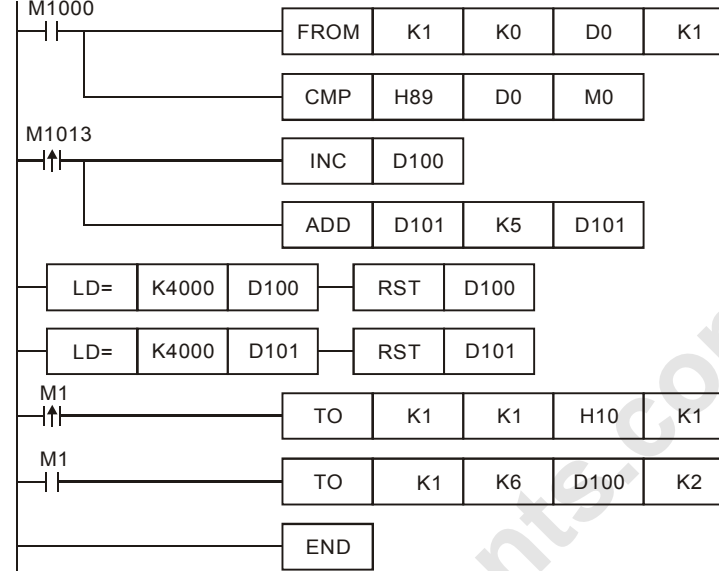 M1000
FROM K1 K0 D0 K1
CMP H89 D0 M0
M1013
INC D100
ADD D101 K5 D101
LD= K4000 D100 RST D100
LD= K4000 D101 RST D101
M1
TO K1 K1 H10 K1
M1
TO K1 K6 D100 K2
END
nts.co